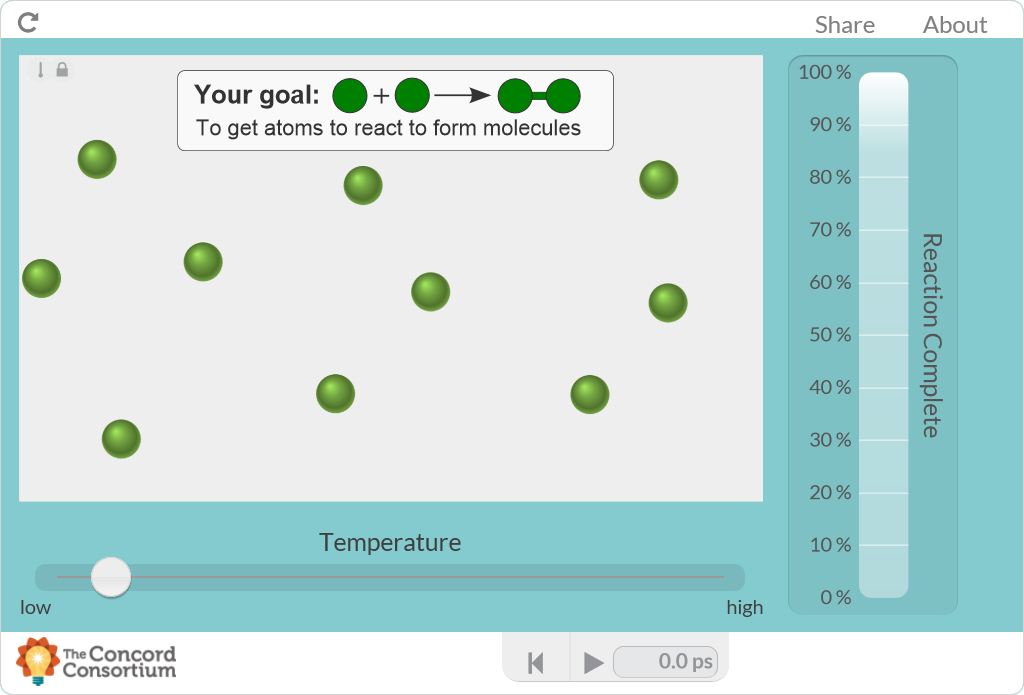 Share
About
Your goal: + 
To get atoms to react to form molecules
100 %
90 %
80 %
70 %
60 %
50 %
40 %
30 %
20 %
10 %
0 %
Reaction Complete
Temperature
low
high
The Concord
Consortium
0.0 ps